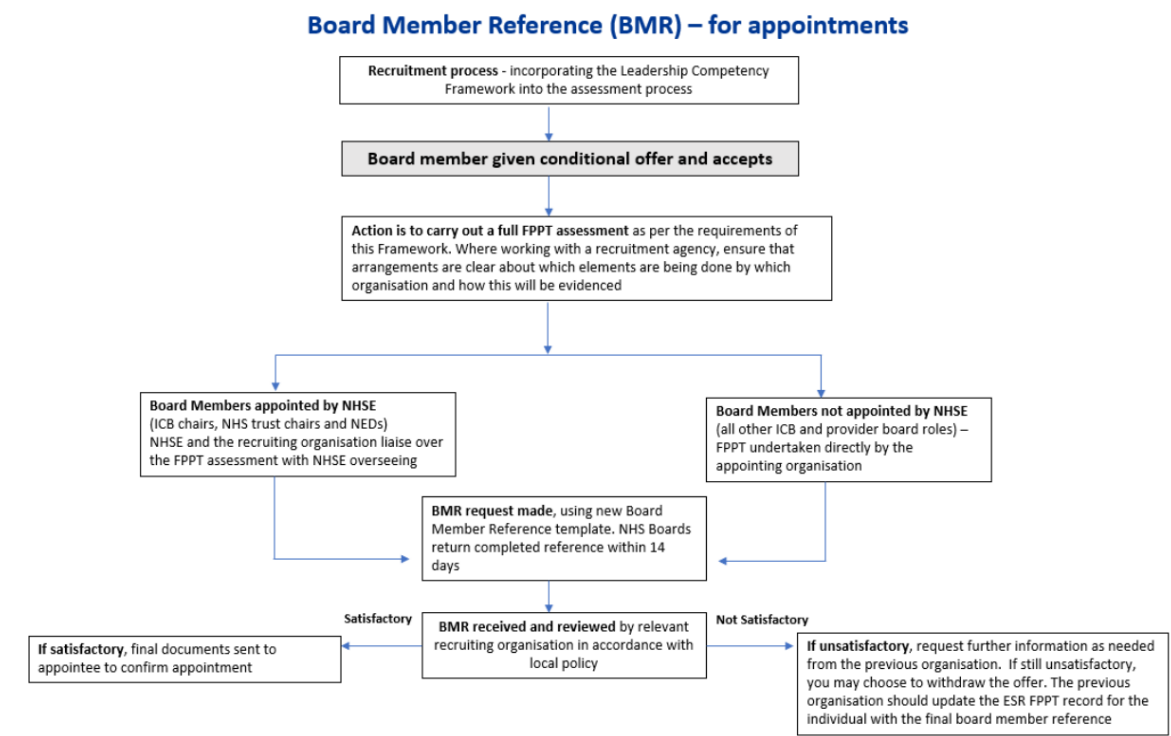 Board Member Reference (BMR) – for appointments
Recruitment process - incorporating the Leadership Competency
Framework into the assessment process
Board member given conditional offer and accepts
Action is to carry out a full FPPT assessment as per the requirements of
this Framework. Where working with a recruitment agency, ensure that
arrangements are clear about which elements are being done by which
organisation and how this will be evidenced
Board Members appointed by NHSE
(ICB chairs, NHS trust chairs and NEDs)
NHSE and the recruiting organisation liaise over
the FPPT assessment with NHSE overseeing
Board Members not appointed by NHSE
(all other ICB and provider board roles) –
FPPT undertaken directly by the
appointing organisation
BMR request made, using new Board
Member Reference template. NHS Boards
return completed reference within 14
days
Satisfactory
BMR received and reviewed by relevant
recruiting organisation in accordance with
local policy
Not Satisfactory
If satisfactory, final documents sent to
appointee to confirm appointment
If unsatisfactory, request further information as needed
from the previous organisation.  If still unsatisfactory,
you may choose to withdraw the offer. The previous
organisation should update the ESR FPPT record for the
individual with the final board member reference